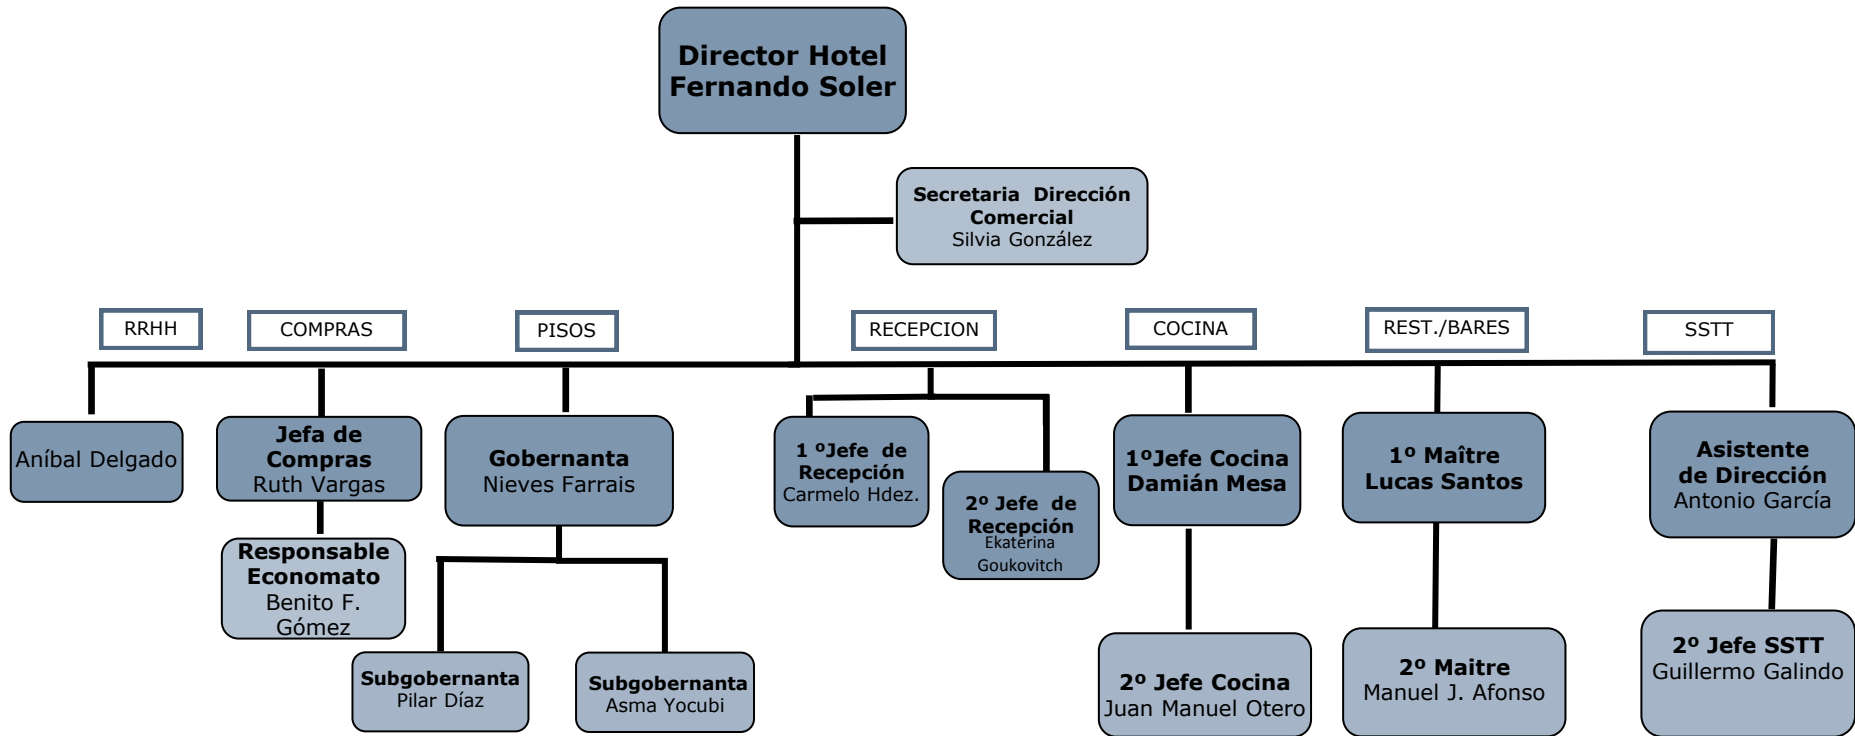 Director Hotel
Fernando Soler
Secretaria Dirección
Comercial
Silvia González
RRHH
COMPRAS
PISOS
RECEPCION
COCINA
REST./BARES
SSTT
Aníbal Delgado
Jefa de
Compras
Ruth Vargas
Gobernanta
Nieves Farrais
1 ºJefe de
Recepción
Carmelo Hdez.
2º Jefe de
Recepción
Ekaterina
Goukovitch
1ºJefe Cocina
Damián Mesa
1º Maître
Lucas Santos
Asistente
de Dirección
Antonio García
Responsable
Economato
Benito F.
Gómez
Subgobernanta
Pilar Díaz
Subgobernanta
Asma Yocubi
2º Jefe Cocina
Juan Manuel Otero
2º Maitre
Manuel J. Afonso
2º Jefe SSTT
Guillermo Galindo